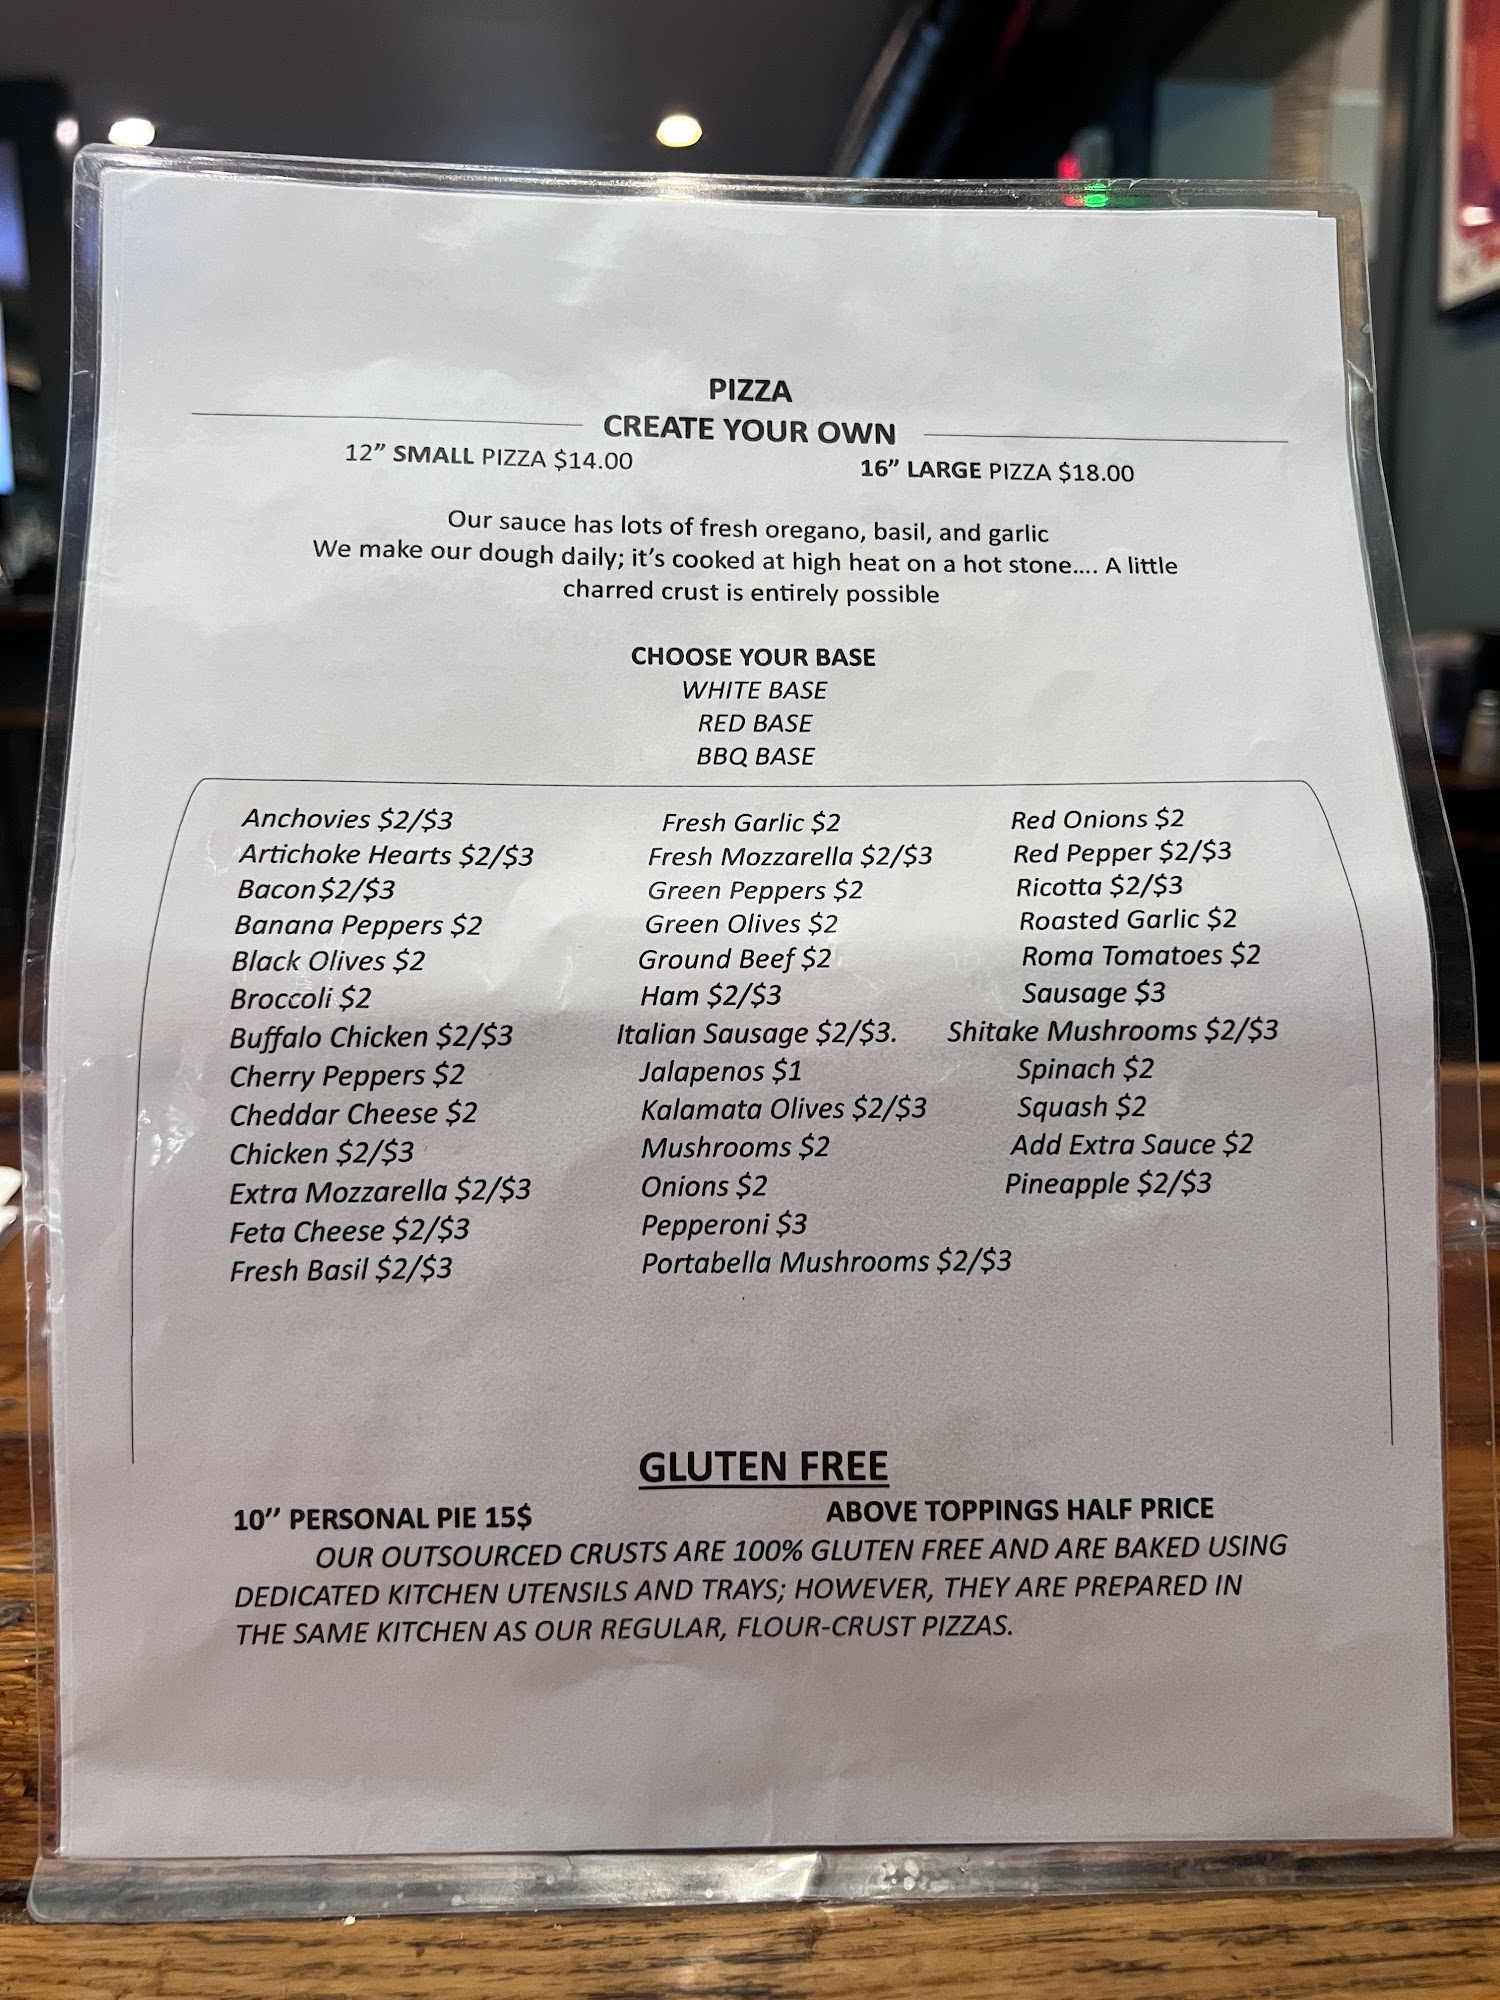 PIZZA
CREATE YOUR OWN
12” SMALL PIZZA $14.00
16” LARGE PIZZA $18.00
Our sauce has lots of fresh oregano, basil, and garlic
We make our dough daily; it’s cooked at high heat on a hot stone.... A little
charred crust is entirely possible
CHOOSE YOUR BASE
WHITE BASE
RED BASE
BBQ BASE
Anchovies $2/$3
Artichoke Hearts $2/$3
Bacon $2/$3
Banana Peppers $2
Black Olives $2
Broccoli $2
Buffalo Chicken $2/$3
Cherry Peppers $2
Cheddar Cheese $2
Chicken $2/$3
Extra Mozzarella $2/$3
Feta Cheese $2/$3
Fresh Basil $2/$3
Fresh Garlic $2
Fresh Mozzarella $2/$3
Green Peppers $2
Green Olives $2
Ground Beef $2
Ham $2/$3
Italian Sausage $2/$3.
Jalapenos $1
Kalamata Olives $2/$3
Mushrooms $2
Onions $2
Pepperoni $3
Portabella Mushrooms $2/$3
Red Onions $2
Red Pepper $2/$3
Ricotta $2/$3
Roasted Garlic $2
Roma Tomatoes $2
Sausage $3
Shitake Mushrooms $2/$3
Spinach $2
Squash $2
Add Extra Sauce $2
Pineapple $2/$3
GLUTEN FREE
10’’ PERSONAL PIE 15$
ABOVE TOPPINGS HALF PRICE
OUR OUTSOURCED CRUSTS ARE 100% GLUTEN FREE AND ARE BAKED USING
DEDICATED KITCHEN UTENSILS AND TRAYS; HOWEVER, THEY ARE PREPARED IN
THE SAME KITCHEN AS OUR REGULAR, FLOUR-CRUST PIZZAS.